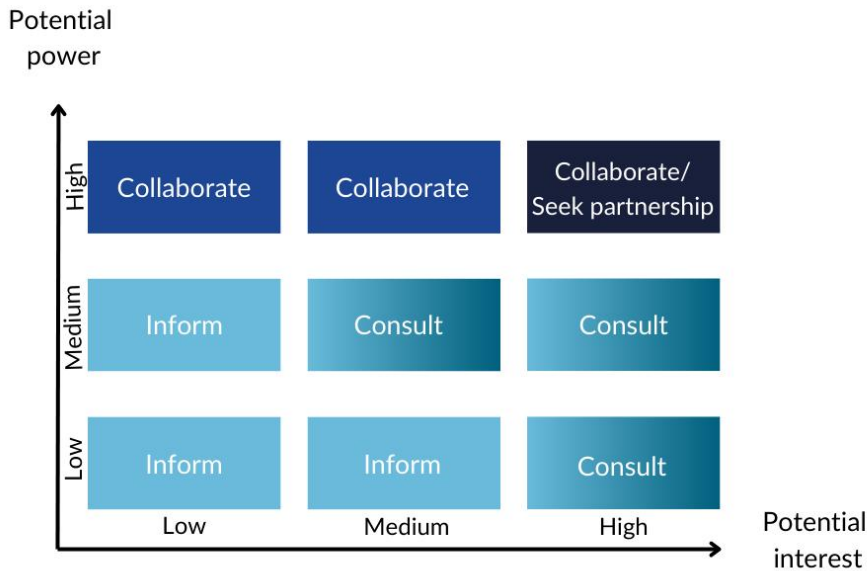 Potential
power
High
Collaborate
Collaborate
Collaborate/
Seek partnership
Medium
Inform
Consult
Consult
Low
Inform
Inform
Consult
Low
Medium
High
Potential
interest